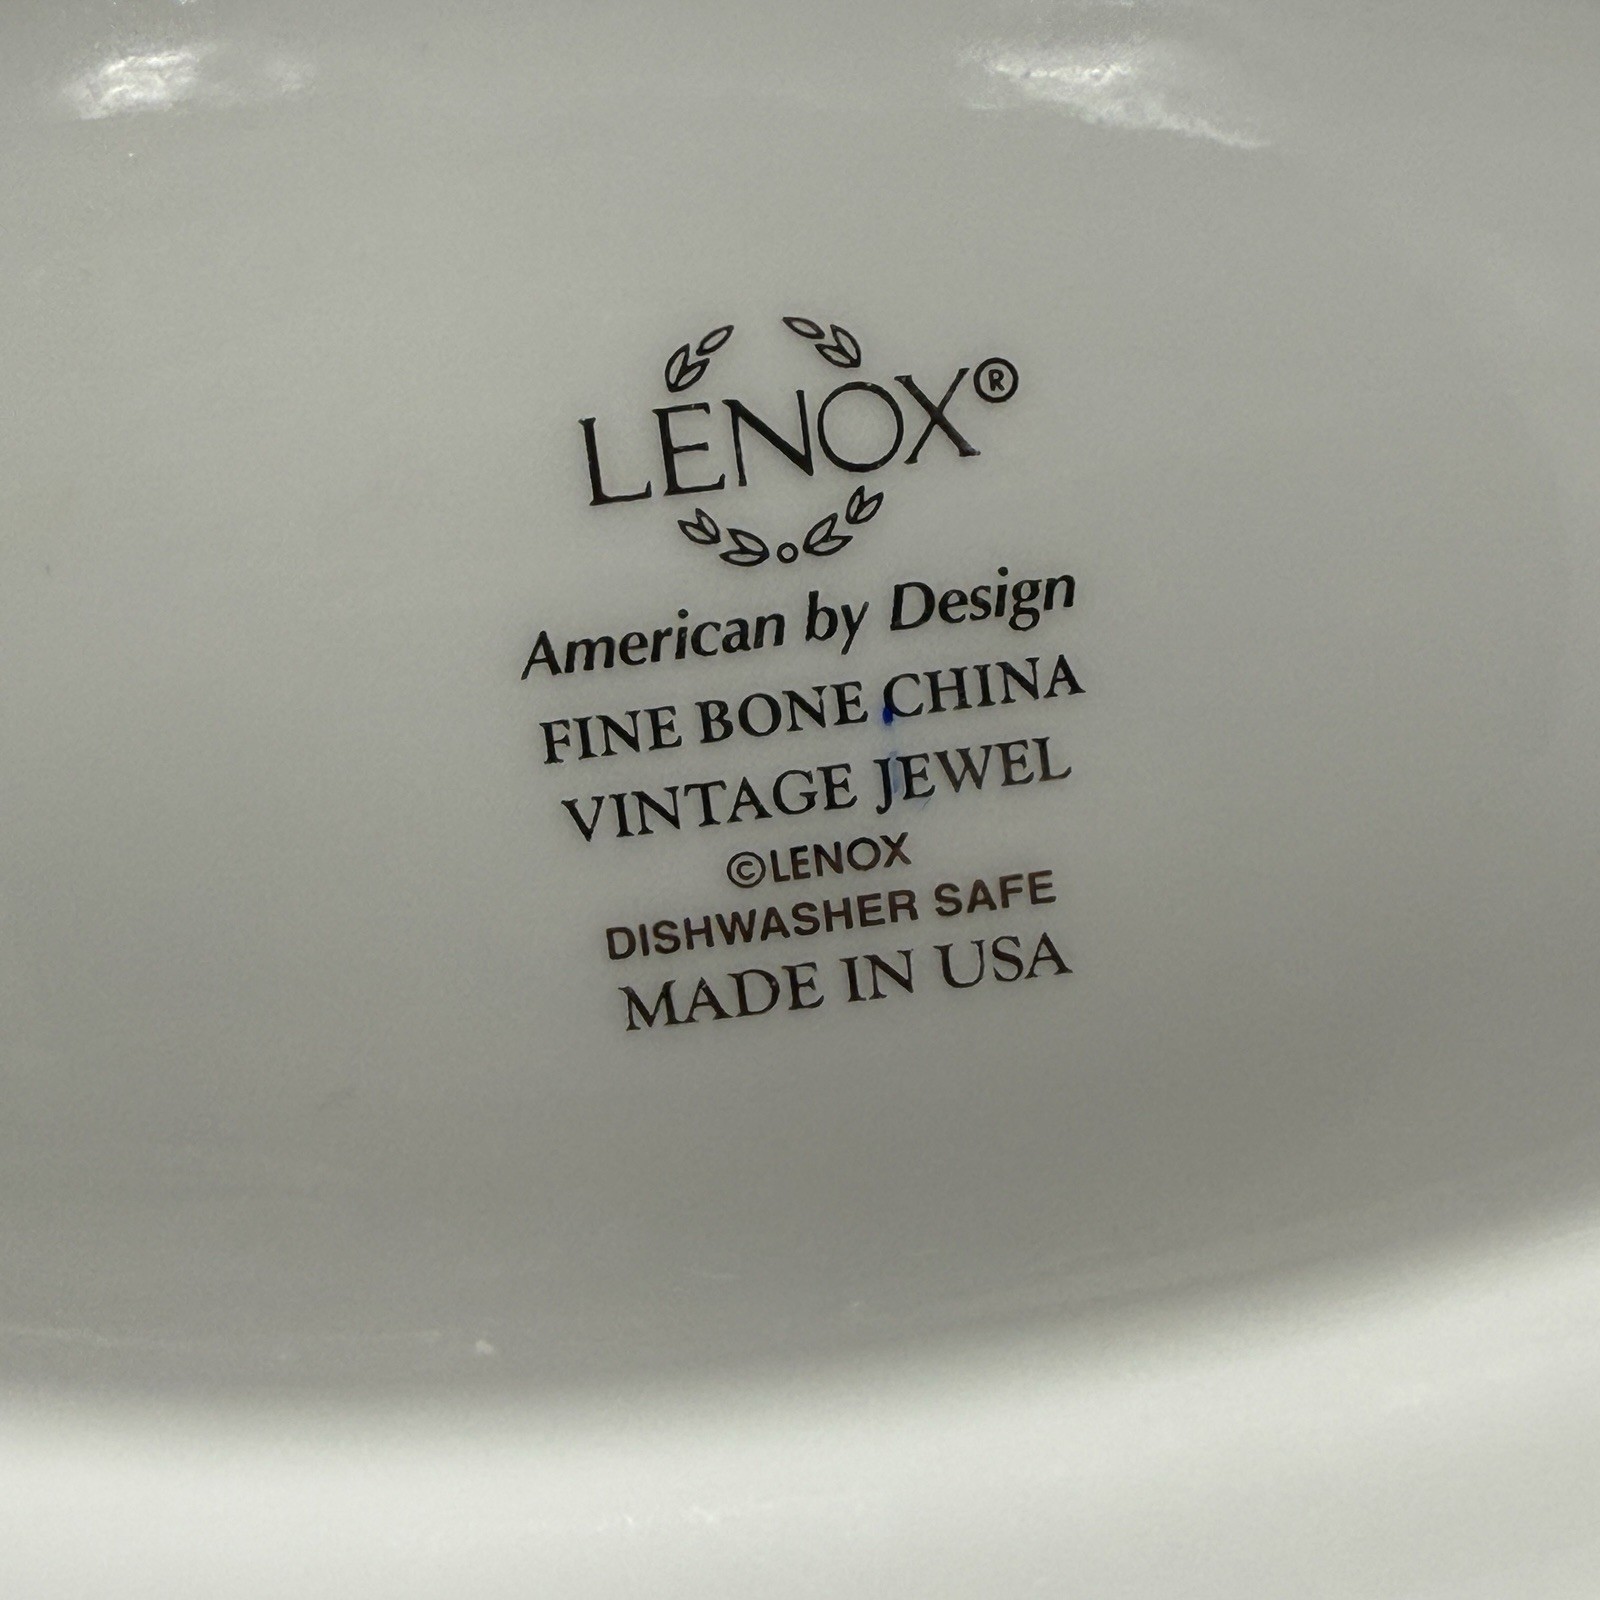 LENOX®
American by Design
FINE BONE CHINA
VINTAGE JEWEL
©LENOX
DISHWASHER SAFE
MADE IN USA